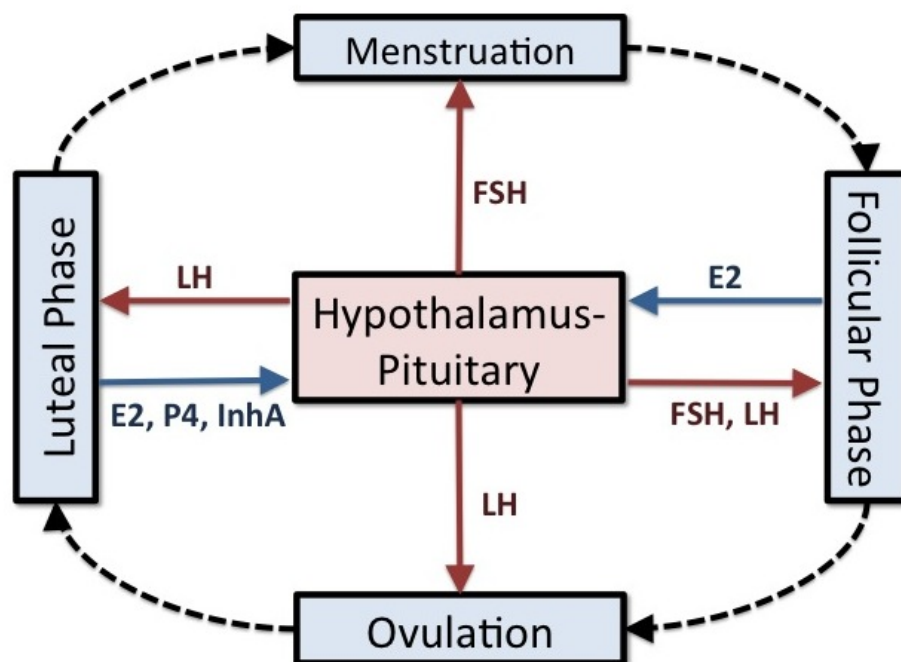 Menstruation
FSH
Luteal Phase
LH
E2, P4, InhA
Hypothalamus-
Pituitary
E2
FSH, LH
Follicular Phase
LH
Ovulation